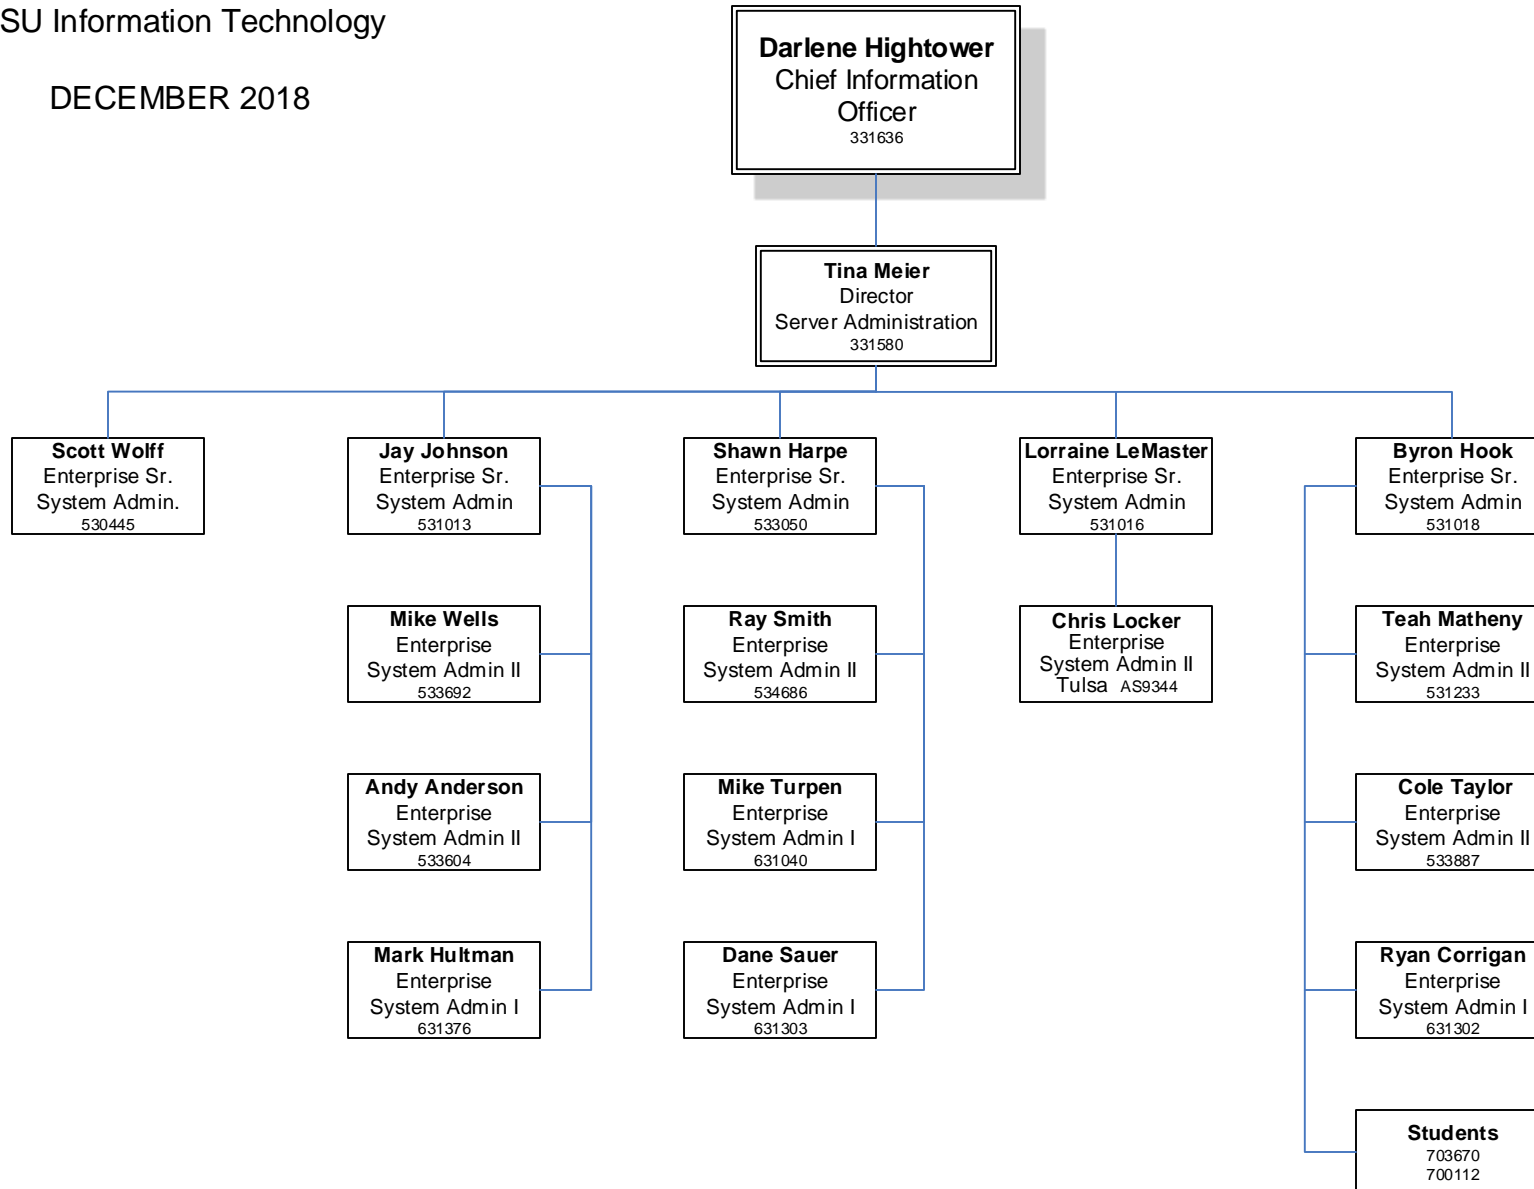 SU Information Technology
DECEMBER 2018
Darlene Hightower
Chief Information
Officer
331636
Tina Meier
Director
Server Administration
331580
Scott Wolff
Enterprise Sr.
System Admin.
530445
Jay Johnson
Enterprise Sr.
System Admin
531013
Shawn Harpe
Enterprise Sr.
System Admin
533050
Lorraine LeMaster
Enterprise Sr.
System Admin
531016
Byron Hook
Enterprise Sr.
System Admin
531018
Mike Wells
Enterprise
System Admin II
533692
Ray Smith
Enterprise
System Admin II
534686
Chris Locker
Enterprise
System Admin II
Tulsa AS9344
Teah Matheny
Enterprise
System Admin II
531233
Andy Anderson
Enterprise
System Admin II
533604
Mike Turpen
Enterprise
System Admin I
631040
Cole Taylor
Enterprise
System Admin II
533887
Mark Hultman
Enterprise
System Admin I
631376
Dane Sauer
Enterprise
System Admin I
631303
Ryan Corrigan
Enterprise
System Admin I
631302
Students
703670
700112